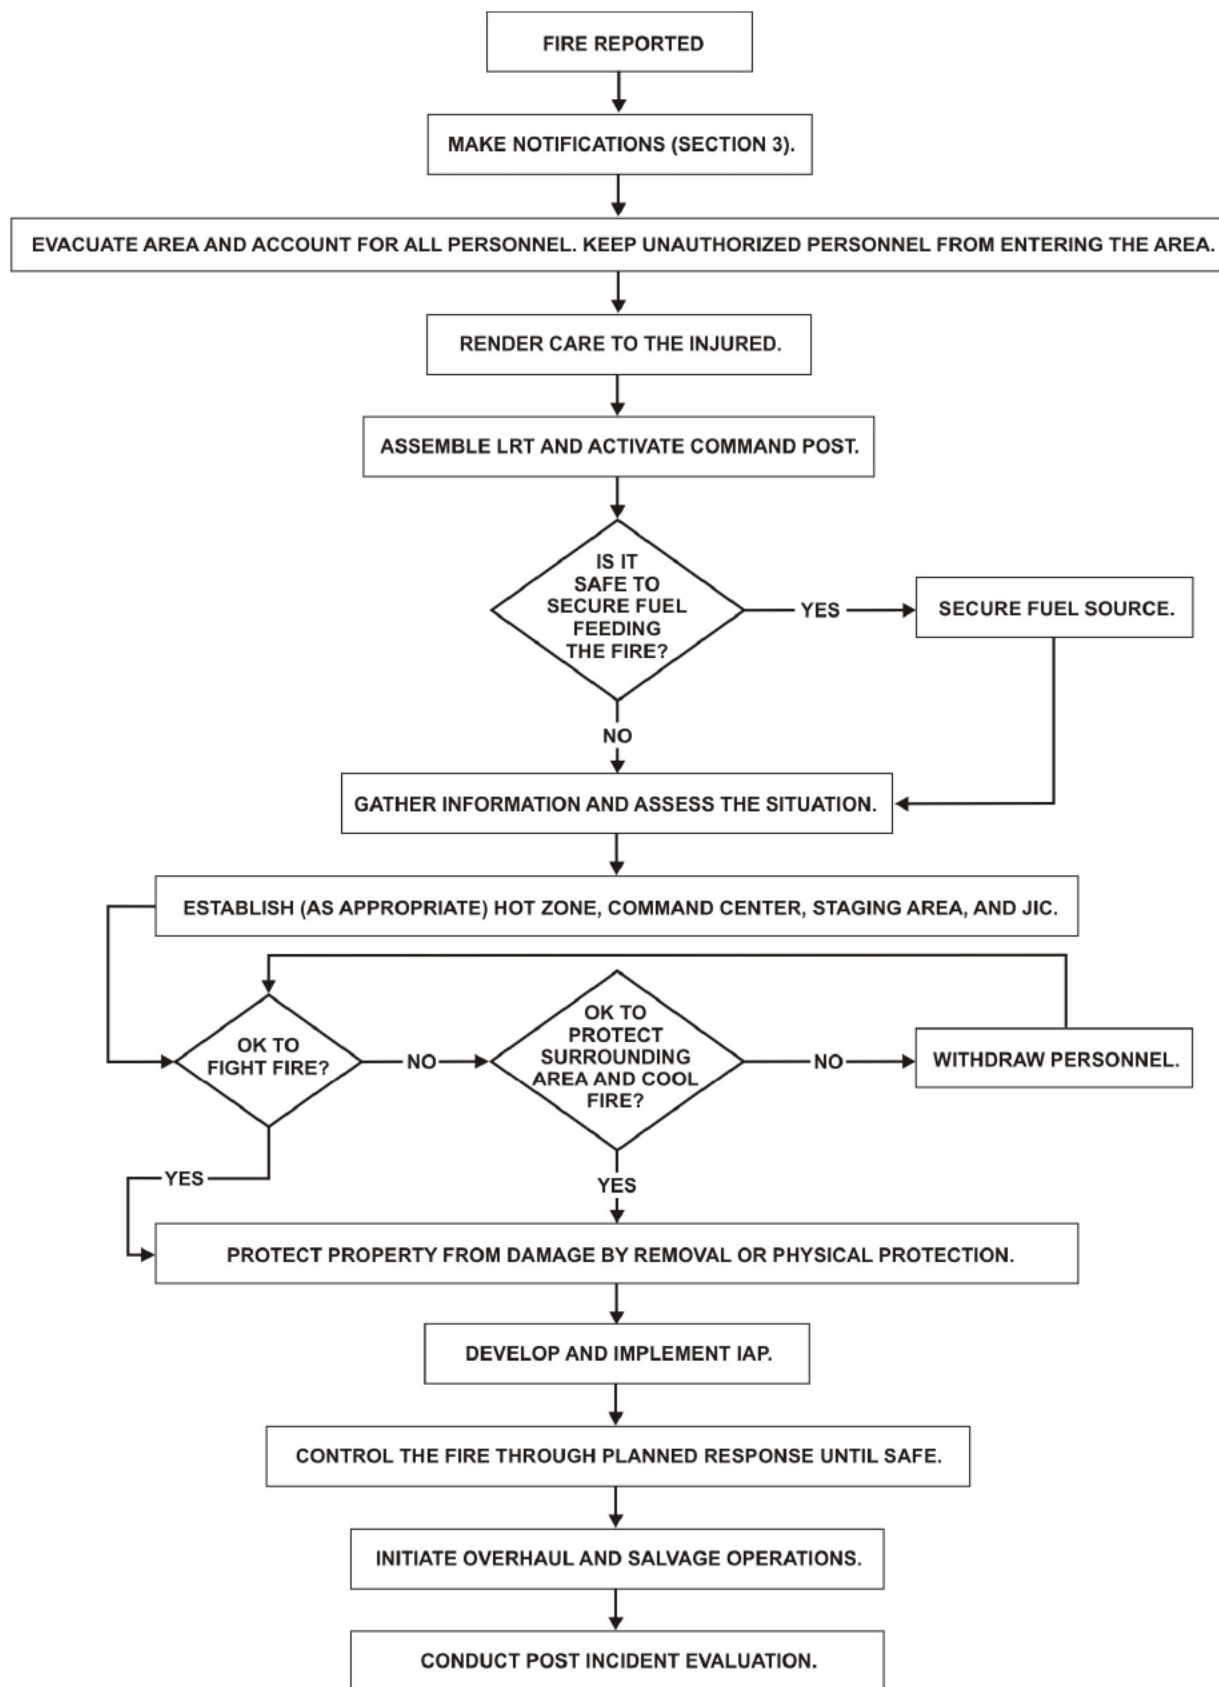 FIRE REPORTED
MAKE NOTIFICATIONS (SECTION 3).
EVACUATE AREA AND ACCOUNT FOR ALL PERSONNEL. KEEP UNAUTHORIZED PERSONNEL FROM ENTERING THE AREA.
RENDER CARE TO THE INJURED.
ASSEMBLE LRT AND ACTIVATE COMMAND POST.
IS IT
SAFE TO
SECURE FUEL
FEEDING
THE FIRE?
YES
SECURE FUEL SOURCE.
NO
GATHER INFORMATION AND ASSESS THE SITUATION.
ESTABLISH (AS APPROPRIATE) HOT ZONE, COMMAND CENTER, STAGING AREA, AND JIC.
OK TO
FIGHT FIRE?
NO
OK TO
PROTECT
SURROUNDING
AREA AND COOL
FIRE?
NO
WITHDRAW PERSONNEL.
YES
YES
PROTECT PROPERTY FROM DAMAGE BY REMOVAL OR PHYSICAL PROTECTION.
DEVELOP AND IMPLEMENT IAP.
CONTROL THE FIRE THROUGH PLANNED RESPONSE UNTIL SAFE.
INITIATE OVERHAUL AND SALVAGE OPERATIONS.
CONDUCT POST INCIDENT EVALUATION.